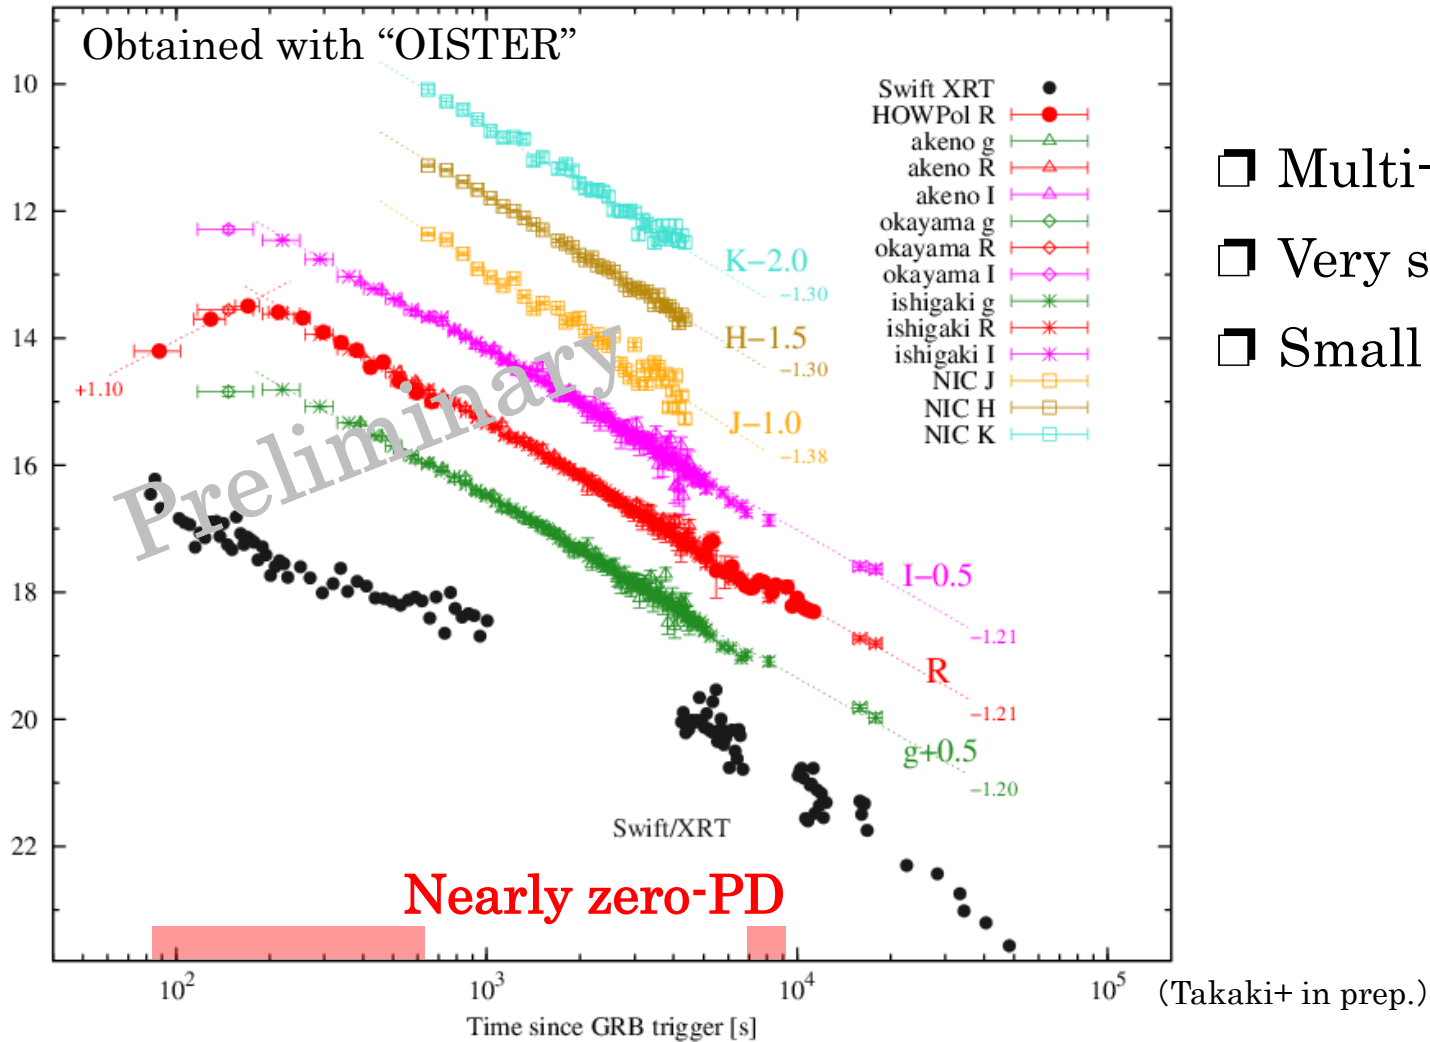 Obtained with “OISTER”
10
12
14
16
18
20
22
Swift XRT
HOWPol R
akeno g
akeno R
akeno I
okayama g
okayama R
okayama I
ishigaki g
ishigaki R
ishigaki I
NIC J
NIC H
NIC K
K−2.0
−1.30
H−1.5
−1.30
J−1.0
−1.38
+1.10
Preliminary
I−0.5
−1.21
R
−1.21
g+0.5
−1.20
Swift/XRT
Nearly zero-PD
10²
10³
10⁴
10⁵
Time since GRB trigger [s]
(Takaki+ in prep.)
❒ Multi-
❒ Very s
❒ Small